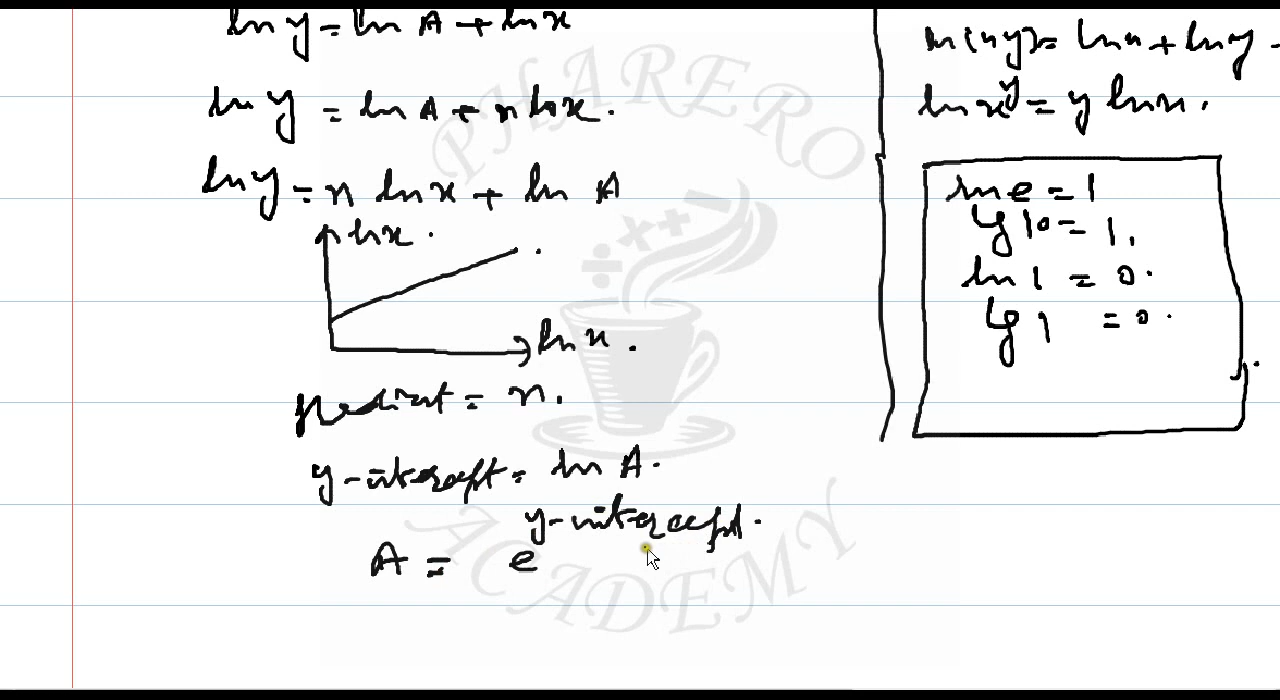 ln y = ln A + ln x
ln y = ln A + n ln x.
ln y = n ln x + ln A
ln x.
ln x.
gradient = n.
y-intercept = ln A.
A = e^y-intercept.
ln(xy) = ln x + ln y
ln x^y = y ln x.
ln e = 1
lg 10 = 1.
ln 1 = 0.
lg 1 = 0.
PHARERO
ACADEMY